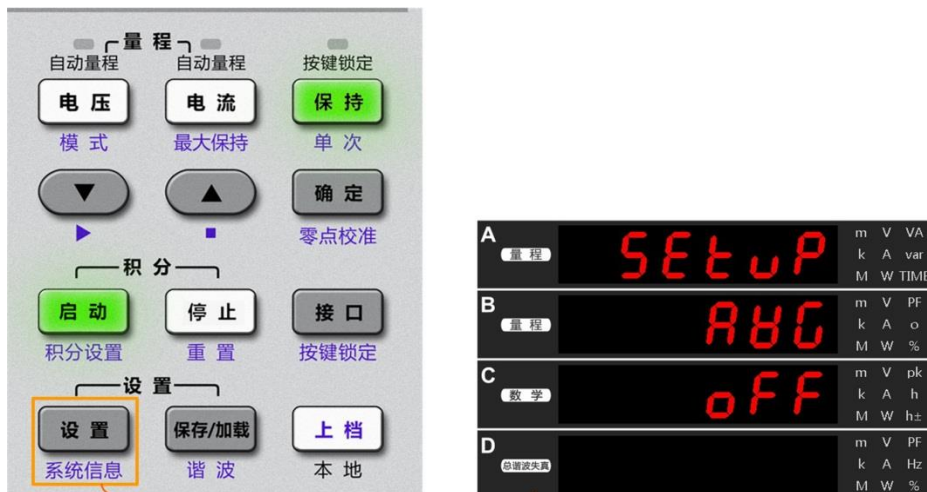 量 程
自动量程 自动量程 按键锁定
电 压 电 流 保 持
模 式 最大保持 单 次
确 定
零点校准
积 分
启 动 停 止 接 口
积分设置 重 置 按键锁定
设 置
设 置 保存/加载 上 档
系统信息 谐 波 本 地
A 量 程 SEtuP m V VA
k A var
M W TIME
B 量 程 AVG m V PF
k A o
M W %
C 数 学 oFF m V pk
k A h
M W h±
D 总谐波失真 m V PF
k A Hz
M W %